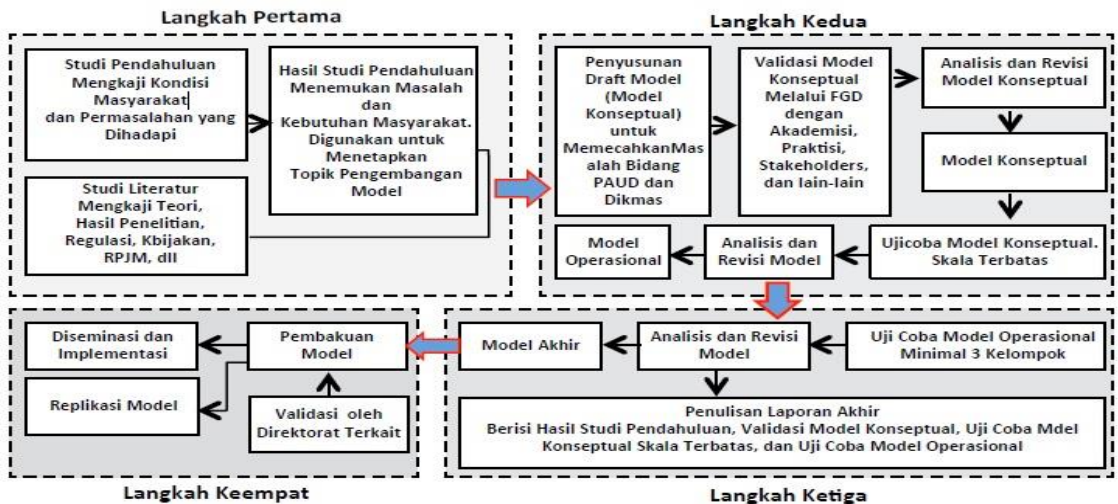 Langkah Pertama
Studi Pendahuluan
Mengkaji Kondisi
Masyarakat
dan Permasalahan yang
Dihadapi
Hasil Studi Pendahuluan
Menemukan Masalah
dan
Kebutuhan Masyarakat.
Digunakan untuk
Menetapkan
Topik Pengembangan
Model
Studi Literatur
Mengkaji Teori,
Hasil Penelitian,
Regulasi, Kbijakan,
RPJM, dll
Langkah Kedua
Penyusunan
Draft Model
(Model
Konseptual)
untuk
MemecahkanMas
alah Bidang
PAUD dan
Dikmas
Validasi Model
Konseptual
Melalui FGD
dengan
Akademisi,
Praktisi,
Stakeholders,
dan lain-lain
Analisis dan Revisi
Model Konseptual
Model Konseptual
Ujicoba Model Konseptual.
Skala Terbatas
Analisis dan
Revisi Model
Model
Operasional
Uji Coba Model Operasional
Minimal 3 Kelompok
Analisis dan Revisi
Model
Model Akhir
Penulisan Laporan Akhir
Berisi Hasil Studi Pendahuluan, Validasi Model Konseptual, Uji Coba Mdel
Konseptual Skala Terbatas, dan Uji Coba Model Operasional
Langkah Ketiga
Pembakuan
Model
Diseminasi dan
Implementasi
Replikasi Model
Validasi oleh
Direktorat Terkait
Langkah Keempat